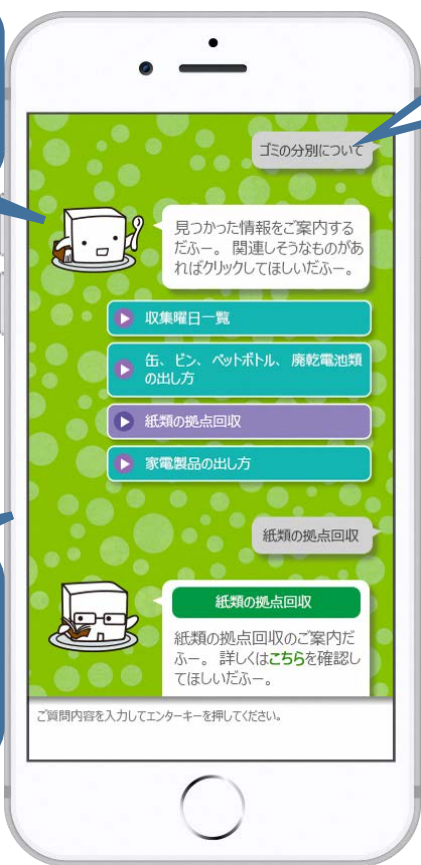 ゴミの分別について
見つかった情報をご案内する
だふー。 関連しそうなものがあ
ればクリックしてほしいだふー。
収集曜日一覧
缶、ビン、ペットボトル、廃乾電池類
の出し方
紙類の拠点回収
家電製品の出し方
紙類の拠点回収
紙類の拠点回収
紙類の拠点回収のご案内だ
ふー。 詳しくはこちらを確認し
てほしいだふー。
ご質問内容を入力してエンターキーを押してください。